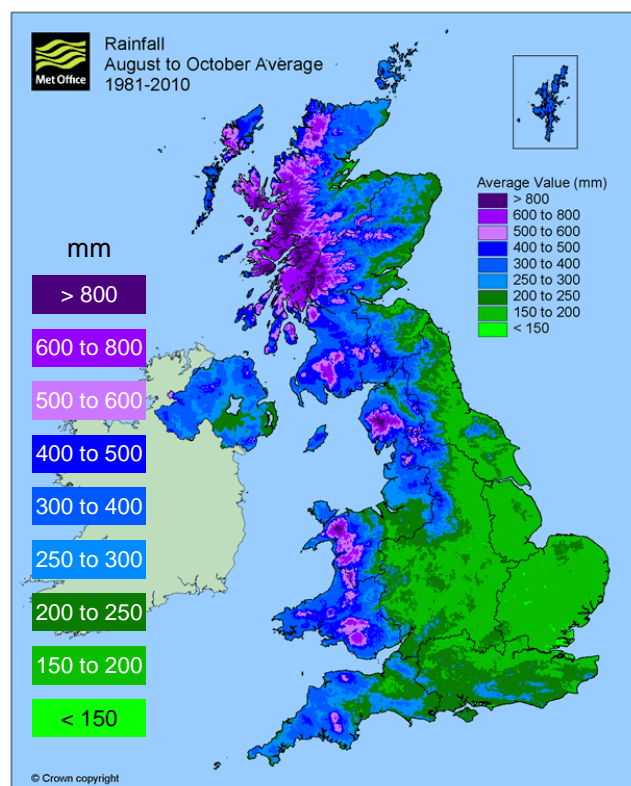 Met Office
Rainfall
August to October Average
1981-2010
Average Value (mm)
> 800
600 to 800
500 to 600
400 to 500
300 to 400
250 to 300
200 to 250
150 to 200
< 150
mm
> 800
600 to 800
500 to 600
400 to 500
300 to 400
250 to 300
200 to 250
150 to 200
< 150
© Crown copyright